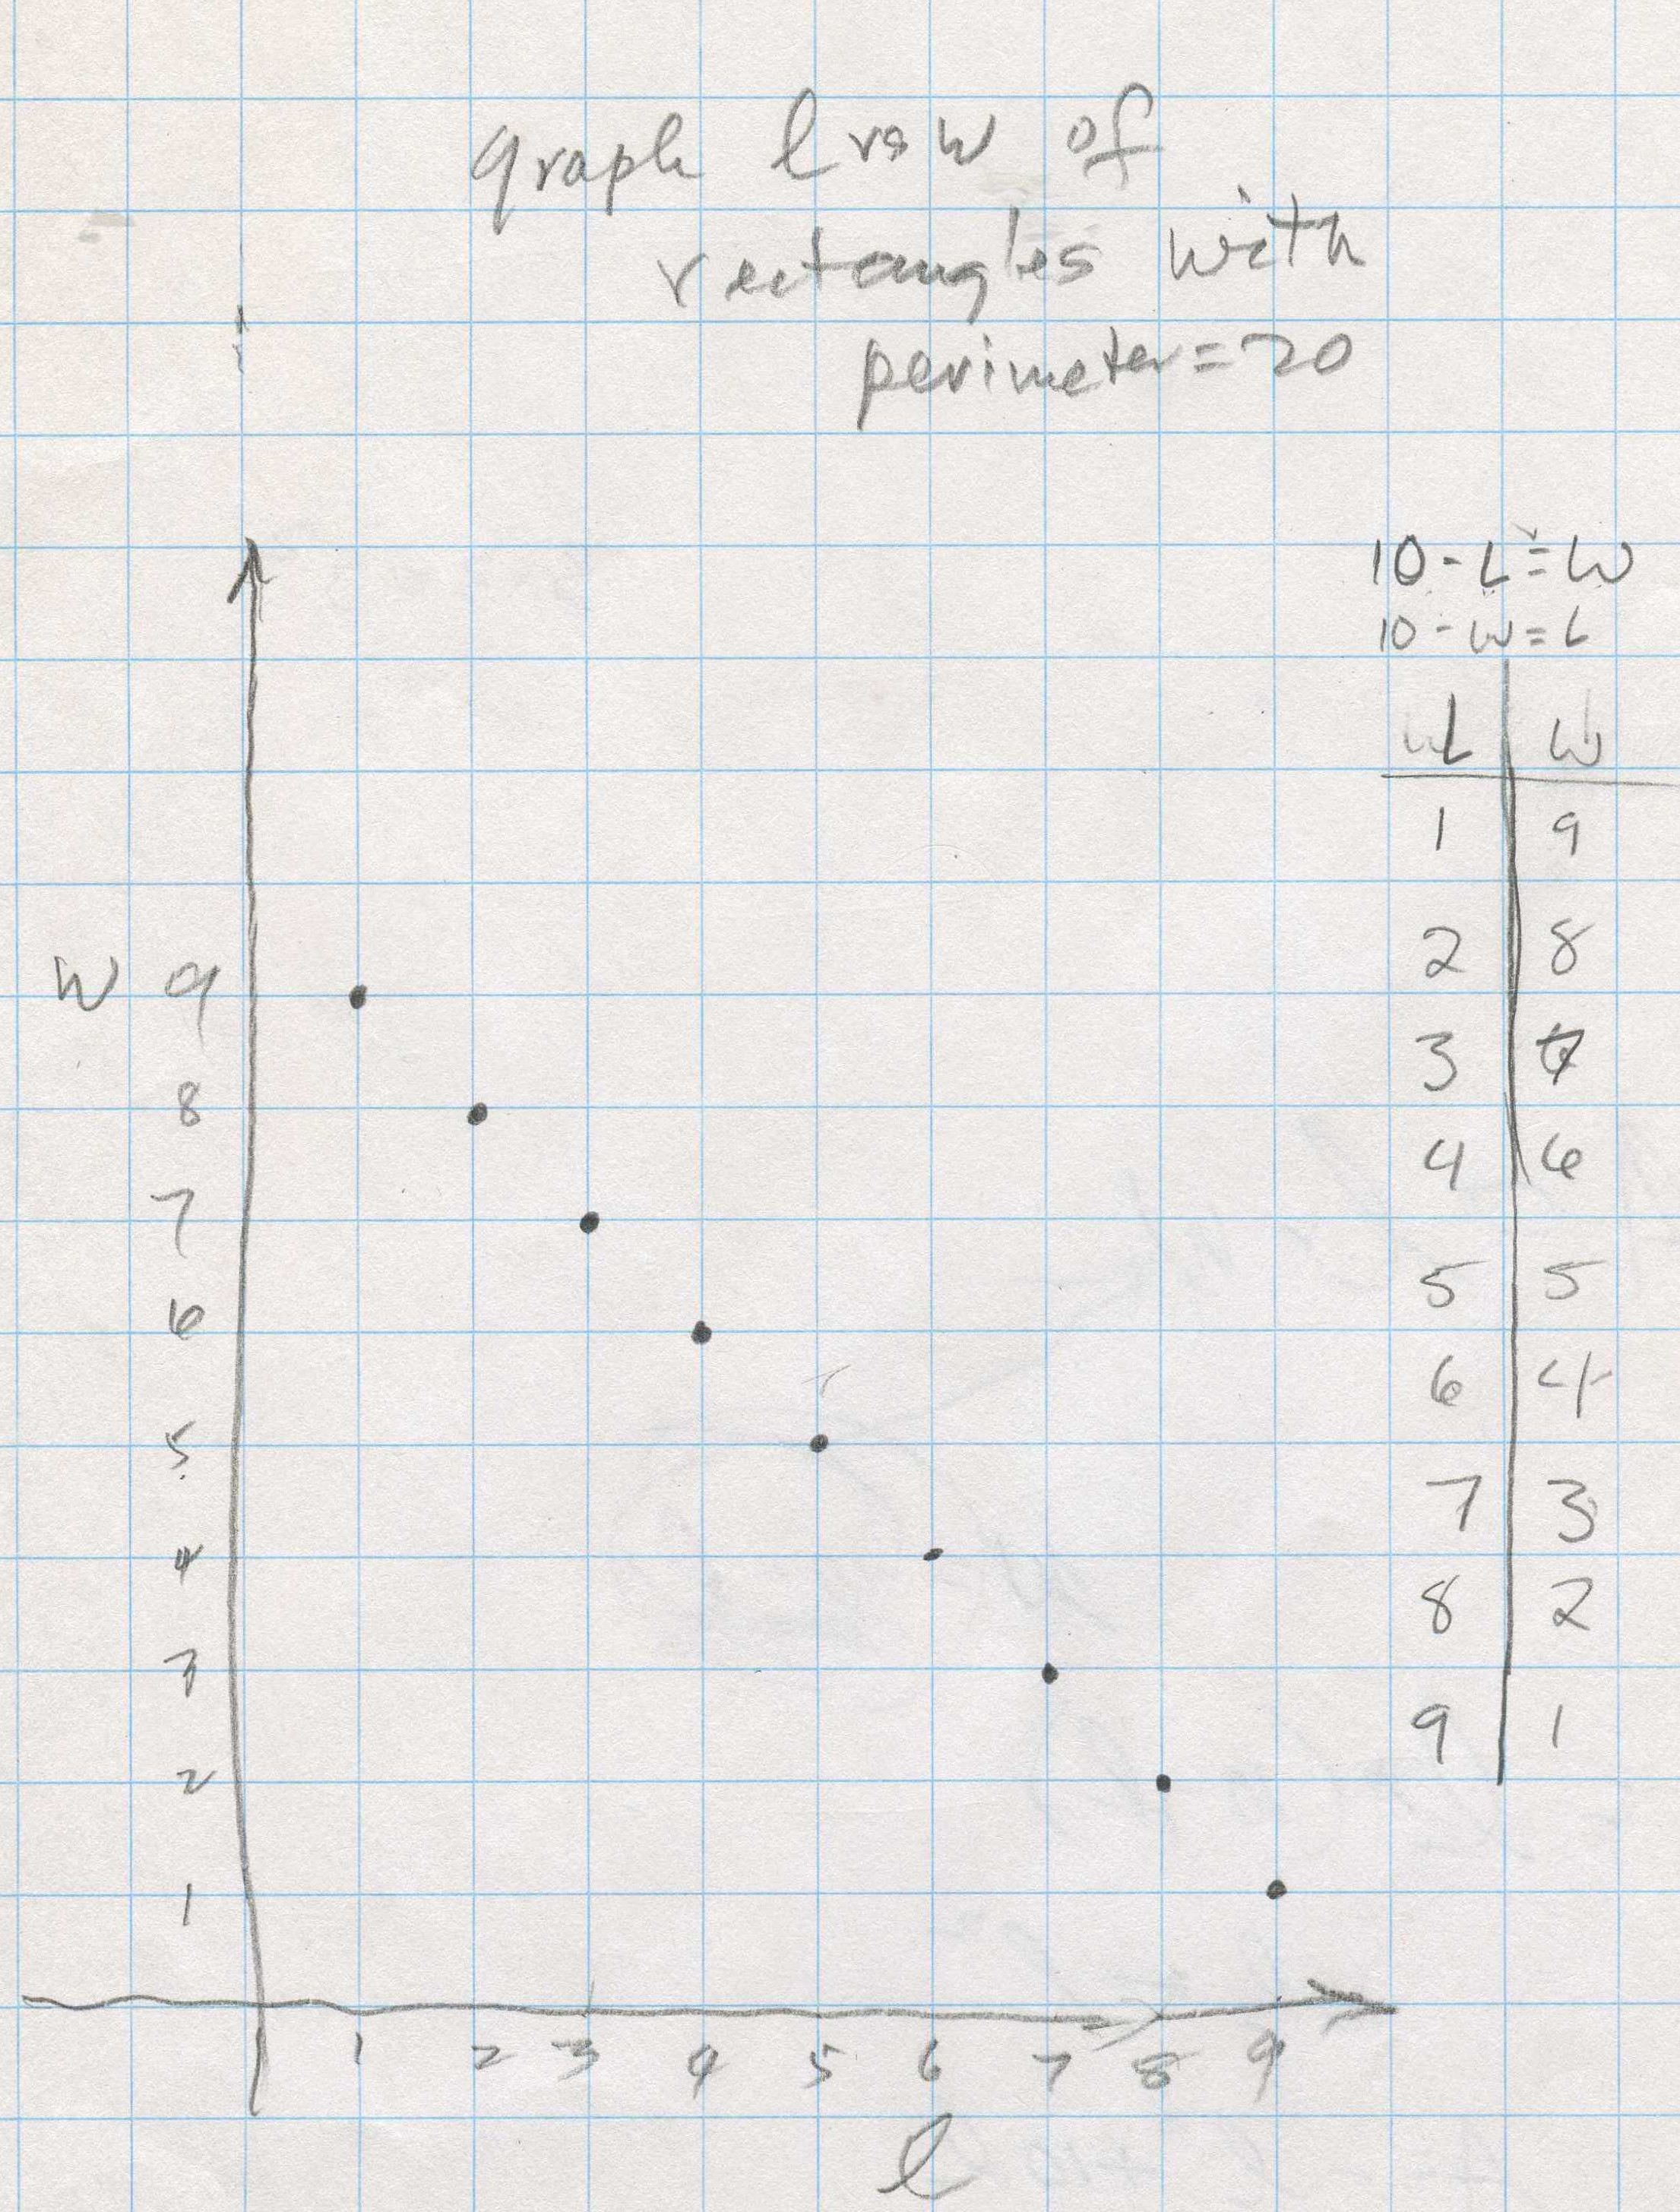 graph l vs w of
rectangles with
perimeter = 20
10 - L = W
10 - W = L
L W
1 9
2 8
3 7
4 6
5 5
6 4
7 3
8 2
9 1
W 9
8
7
6
5
4
3
2
1
1 2 3 4 5 6 7 8 9
l